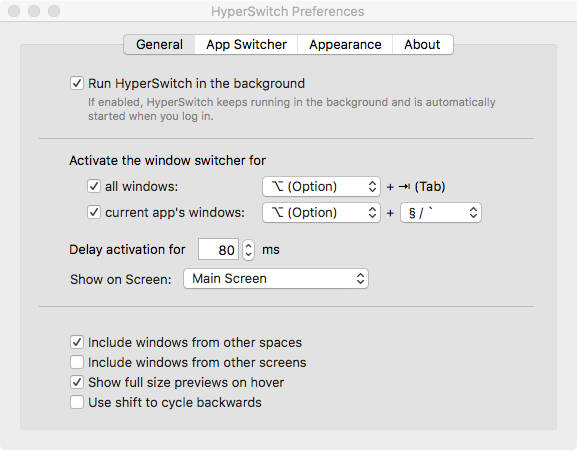 HyperSwitch Preferences
General App Switcher Appearance About
Run HyperSwitch in the background
If enabled, HyperSwitch keeps running in the background and is automatically
started when you log in.
Activate the window switcher for
all windows: ⌥ (Option) + ⇥ (Tab)
current app's windows: ⌥ (Option) + § / `
Delay activation for 80 ms
Show on Screen: Main Screen
Include windows from other spaces
Include windows from other screens
Show full size previews on hover
Use shift to cycle backwards